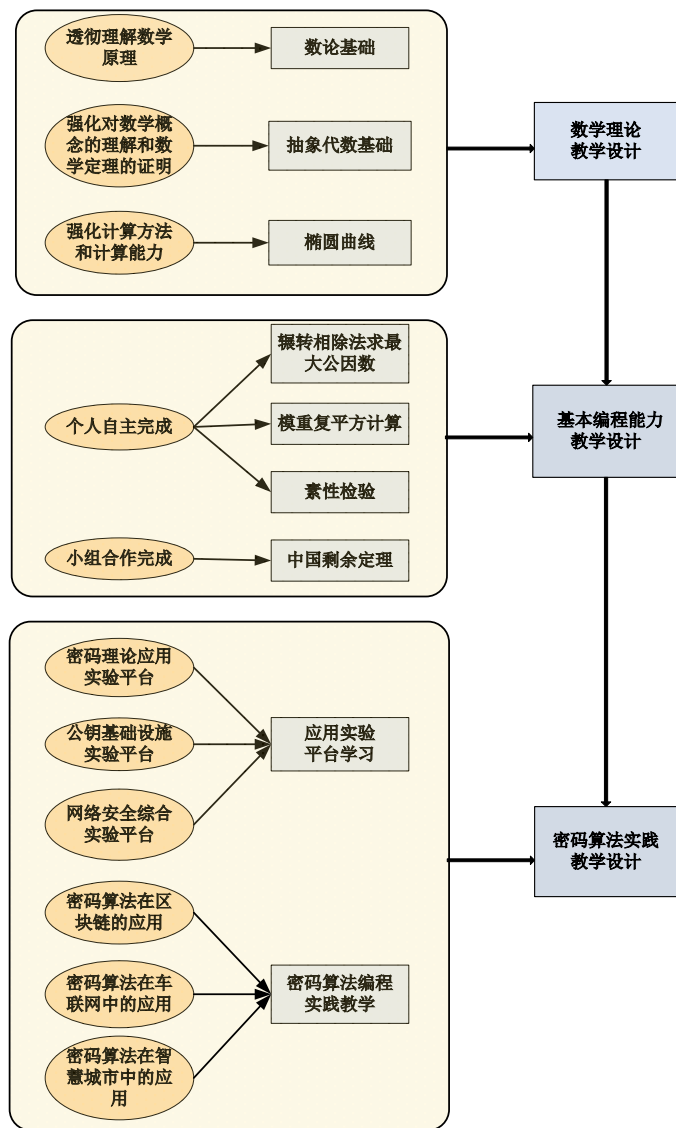 透彻理解数学
原理
数论基础
强化对数学概
念的理解和数
学定理的证明
抽象代数基础
强化计算方法
和计算能力
椭圆曲线
数学理论
教学设计
个人自主完成
辗转相除法求最
大公因数
模重复平方计算
素性检验
小组合作完成
中国剩余定理
基本编程能力
教学设计
密码理论应用
实验平台
公钥基础设施
实验平台
网络安全综合
实验平台
应用实验
平台学习
密码算法在区
块链的应用
密码算法在车
联网中的应用
密码算法在智
慧城市中的应
用
密码算法编程
实践教学
密码算法实践
教学设计